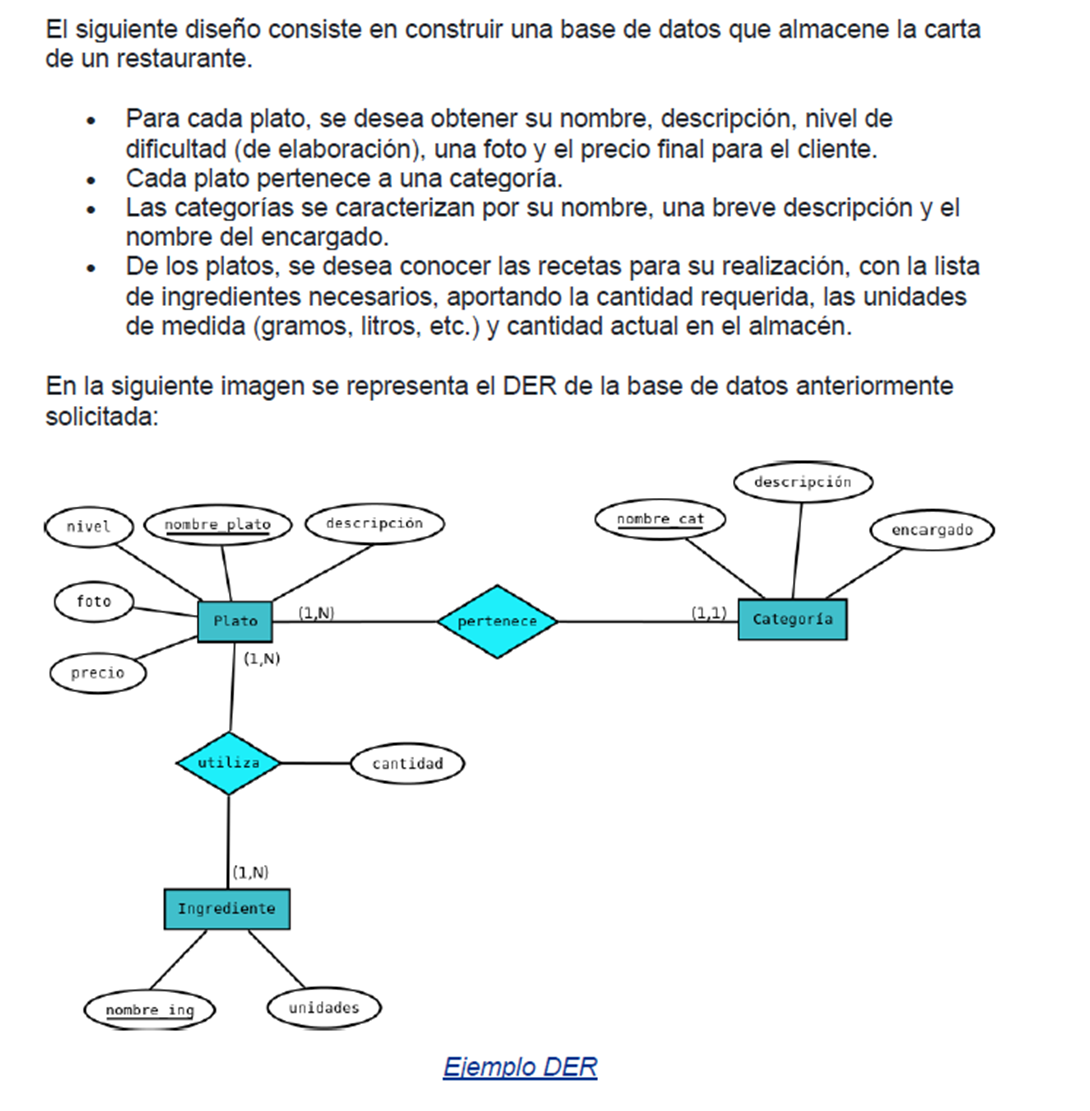 El siguiente diseño consiste en construir una base de datos que almacene la carta
de un restaurante.
• Para cada plato, se desea obtener su nombre, descripción, nivel de
dificultad (de elaboración), una foto y el precio final para el cliente.
• Cada plato pertenece a una categoría.
• Las categorías se caracterizan por su nombre, una breve descripción y el
nombre del encargado.
• De los platos, se desea conocer las recetas para su realización, con la lista
de ingredientes necesarios, aportando la cantidad requerida, las unidades
de medida (gramos, litros, etc.) y cantidad actual en el almacén.
En la siguiente imagen se representa el DER de la base de datos anteriormente
solicitada:
descripción
nivel
nombre_plato
descripción
nombre_cat
encargado
foto
Plato
(1,N)
pertenece
(1,1)
Categoría
(1,N)
precio
utiliza
cantidad
(1,N)
Ingrediente
nombre_ing
unidades
Ejemplo DER